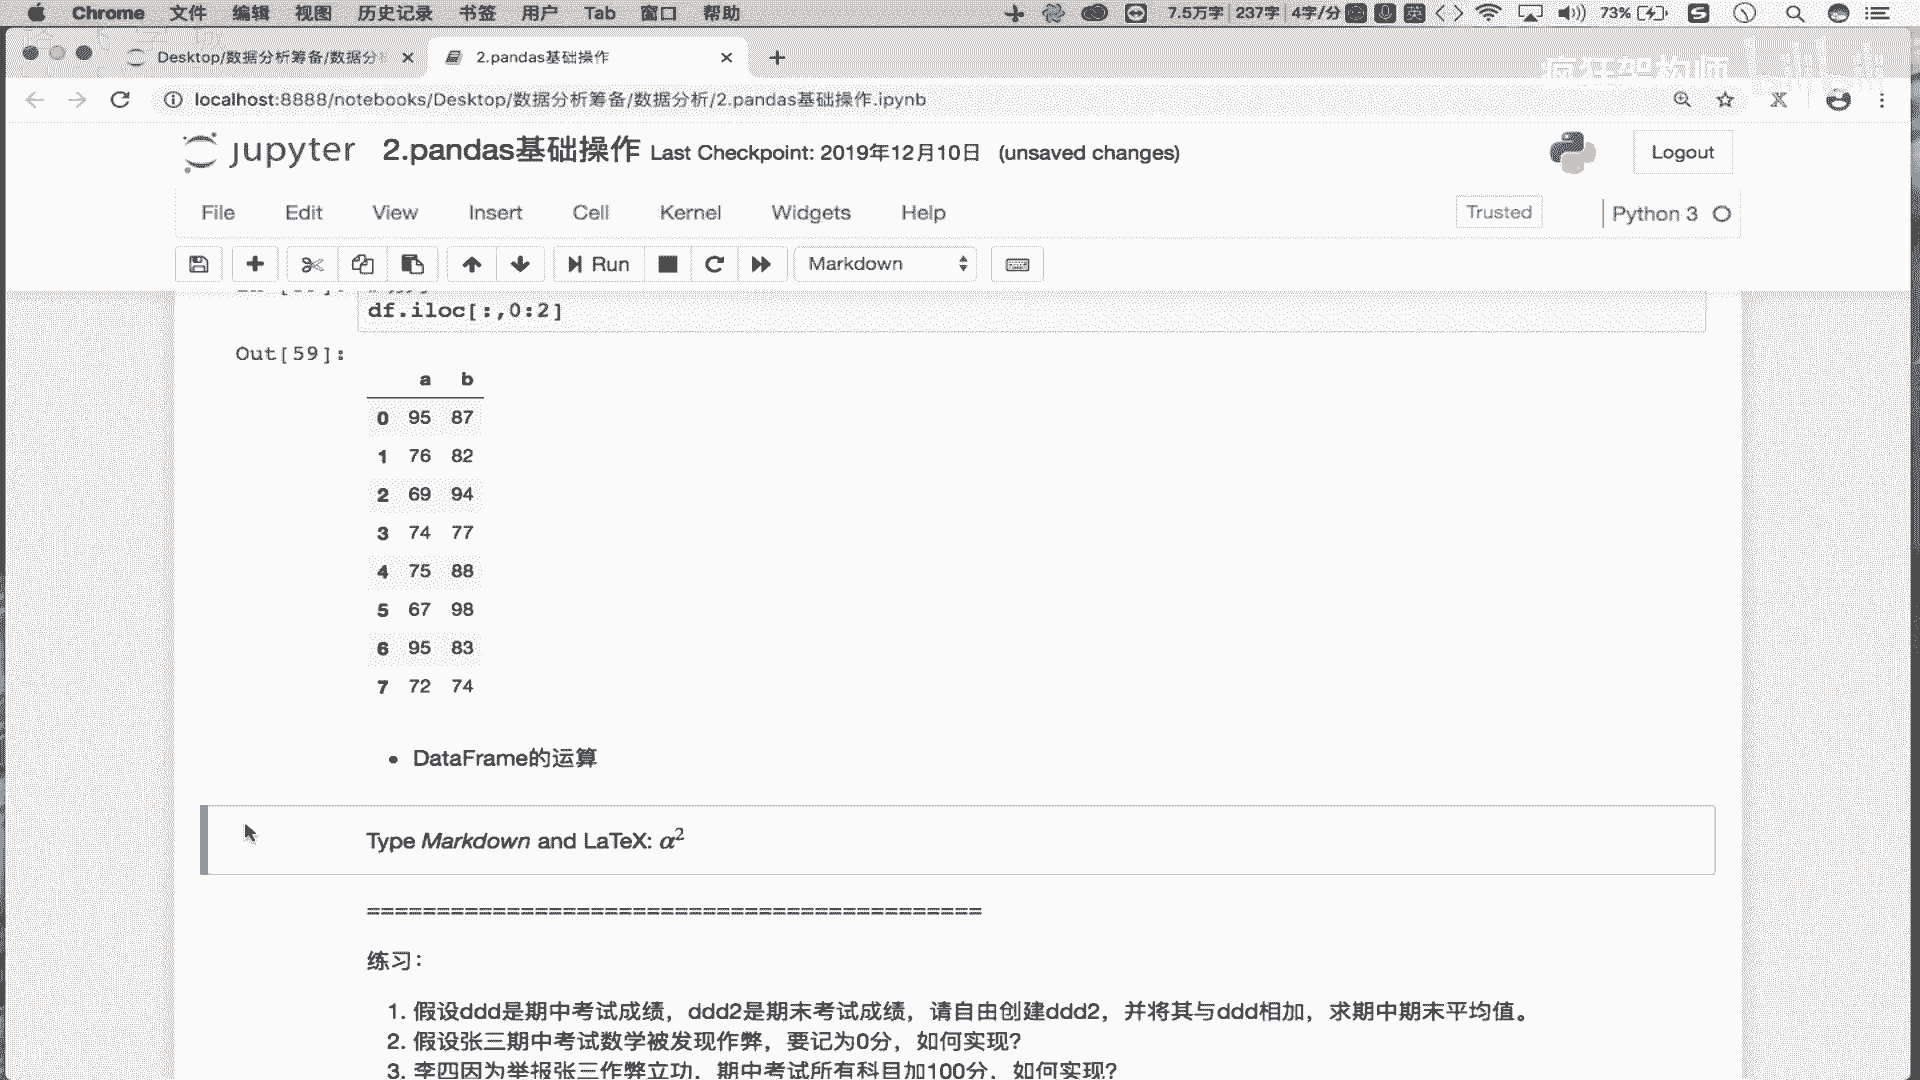 Chrome 文件 编辑 视图 历史记录 书签 用户 Tab 窗口 帮助 7.5万字 237字 4字/分 英 73%
Desktop/数据分析筹备/数据分 2.pandas基础操作
疯狂架构师 bilibili
localhost:8888/notebooks/Desktop/数据分析筹备/数据分析/2.pandas基础操作.ipynb
jupyter 2.pandas基础操作 Last Checkpoint: 2019年12月10日 (unsaved changes) Logout
File Edit View Insert Cell Kernel Widgets Help Trusted Python 3
Run Markdown
df.iloc[:,0:2]
Out[59]:
a b
0 95 87
1 76 82
2 69 94
3 74 77
4 75 88
5 67 98
6 95 83
7 72 74
DataFrame的运算
Type Markdown and LaTeX: α²
============================================
练习：
1. 假设ddd是期中考试成绩，ddd2是期末考试成绩，请自由创建ddd2，并将其与ddd相加，求期中期末平均值。
2. 假设张三期中考试数学被发现作弊，要记为0分，如何实现？
3. 李四因为举报张三作弊立功，期中考试所有科目加100分，如何实现？